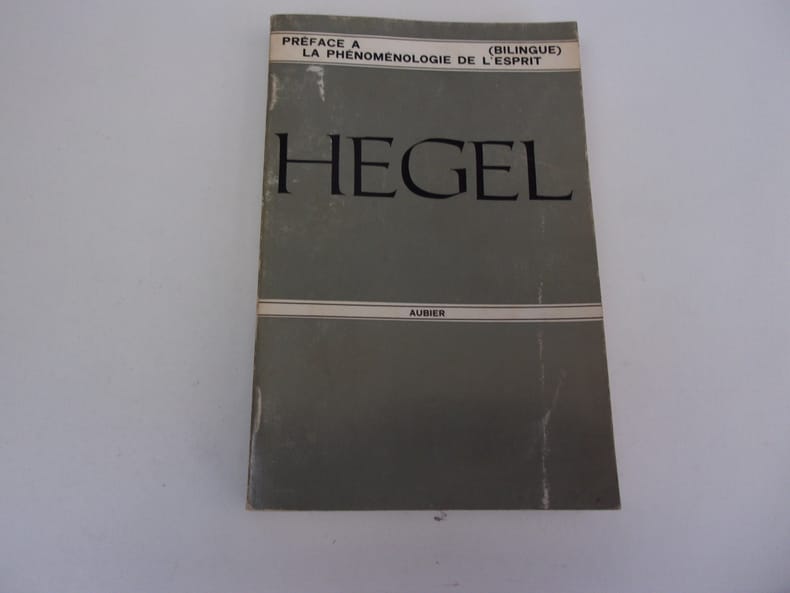 PRÉFACE A (BILINGUE)
LA PHÉNOMÉNOLOGIE DE L'ESPRIT
HEGEL
AUBIER